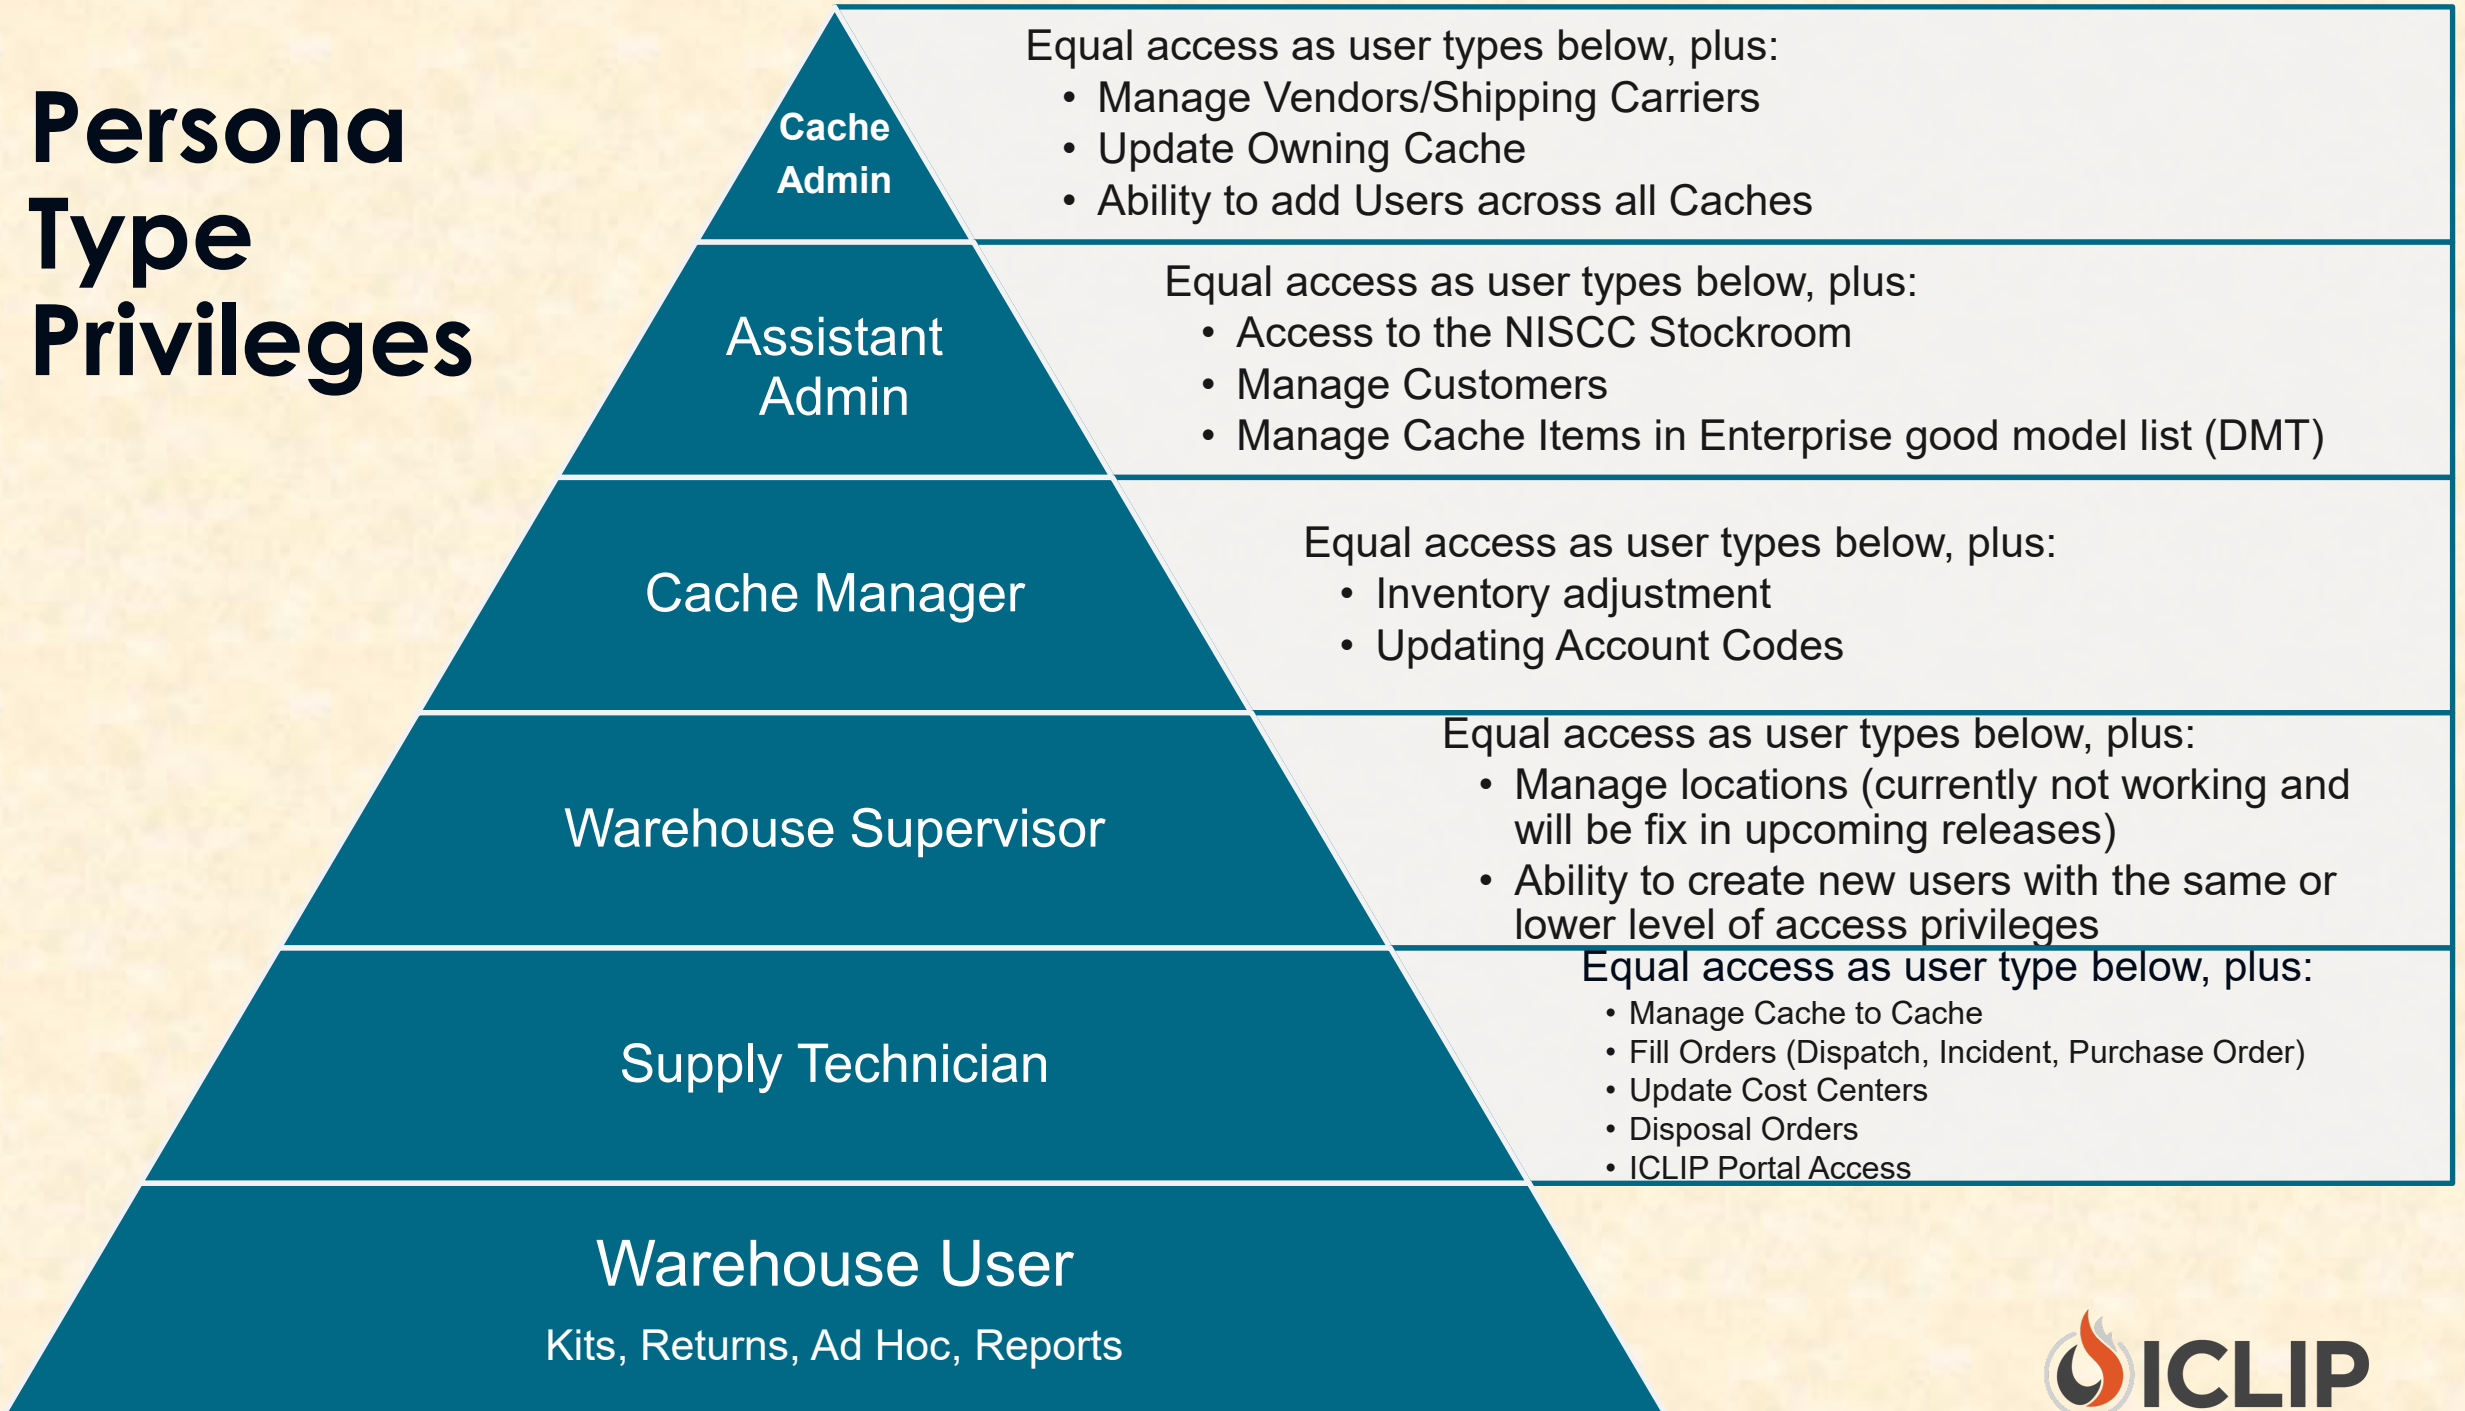 Persona
Type
Privileges
Cache
Admin
Equal access as user types below, plus:
• Manage Vendors/Shipping Carriers
• Update Owning Cache
• Ability to add Users across all Caches
Assistant
Admin
Equal access as user types below, plus:
• Access to the NISCC Stockroom
• Manage Customers
• Manage Cache Items in Enterprise good model list (DMT)
Cache Manager
Equal access as user types below, plus:
• Inventory adjustment
• Updating Account Codes
Warehouse Supervisor
Equal access as user types below, plus:
• Manage locations (currently not working and
will be fix in upcoming releases)
• Ability to create new users with the same or
lower level of access privileges
Supply Technician
Equal access as user type below, plus:
• Manage Cache to Cache
• Fill Orders (Dispatch, Incident, Purchase Order)
• Update Cost Centers
• Disposal Orders
• ICLIP Portal Access
Warehouse User
Kits, Returns, Ad Hoc, Reports
ICLIP